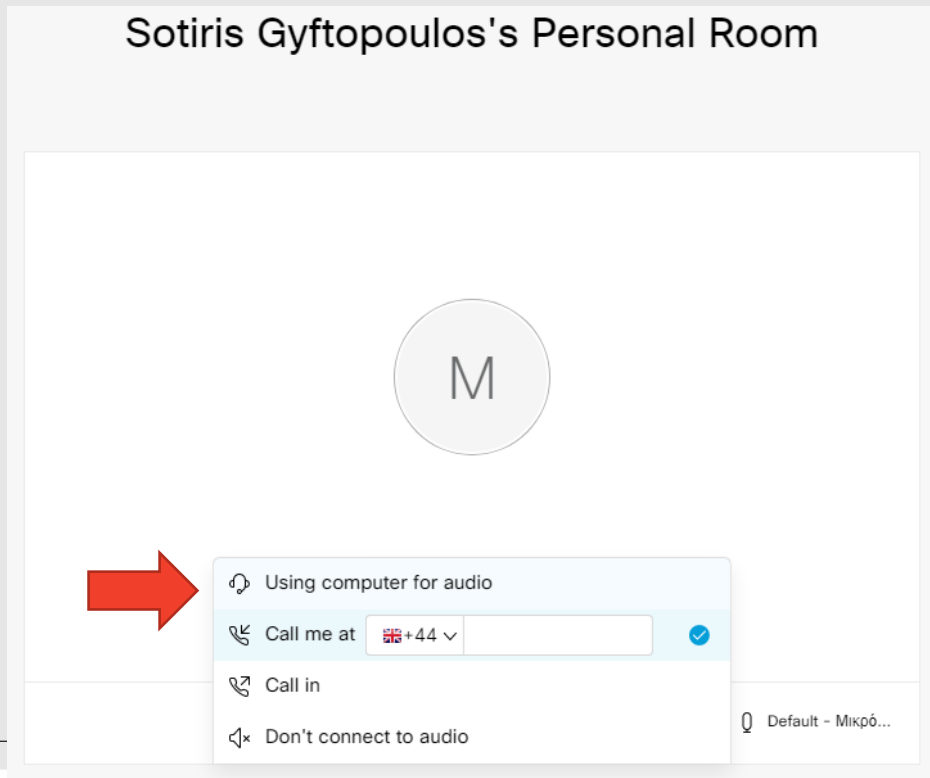 Sotiris Gyftopoulos's Personal Room
M
Using computer for audio
Call me at +44
Call in
Don't connect to audio
Default - Μικρό...